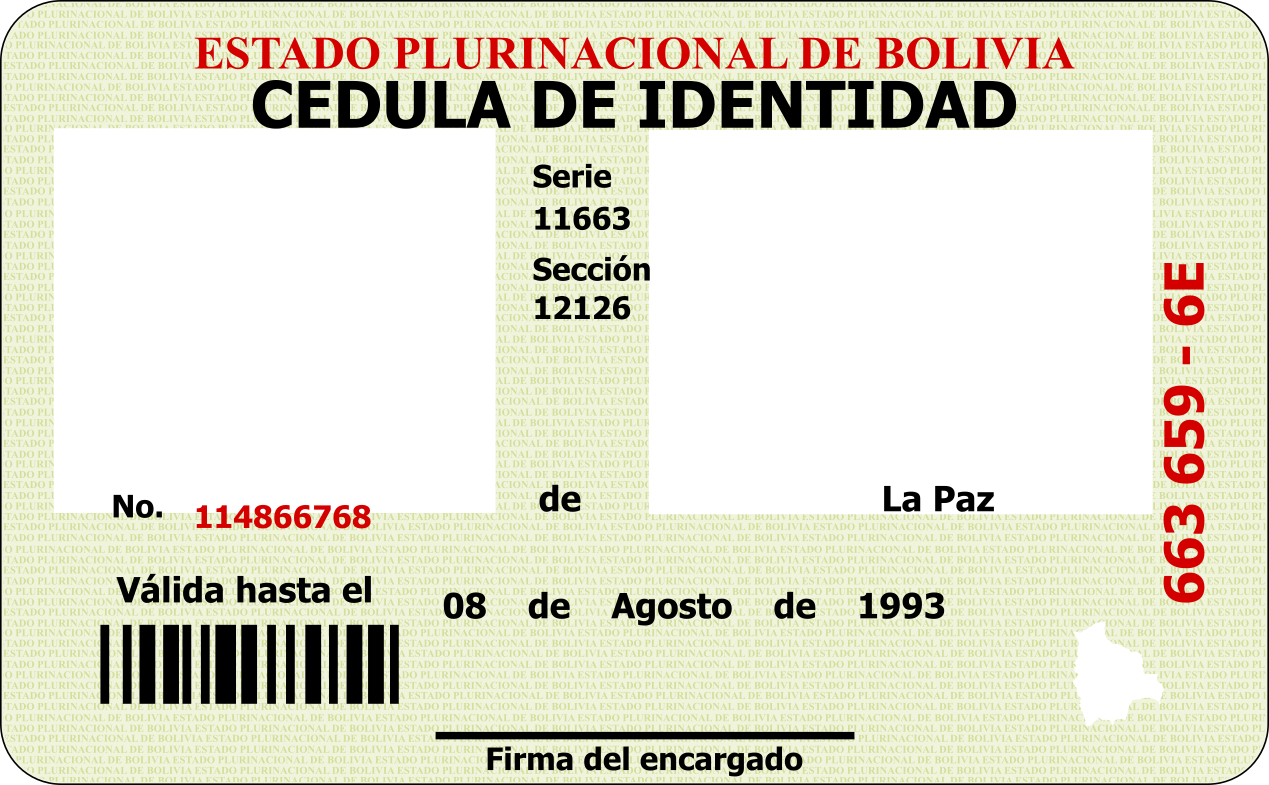 ESTADO PLURINACIONAL DE BOLIVIA
CEDULA DE IDENTIDAD
Serie
11663
Sección
12126
663 659 - 6E
No. 114866768
de
La Paz
Válida hasta el
08 de Agosto de 1993
Firma del encargado